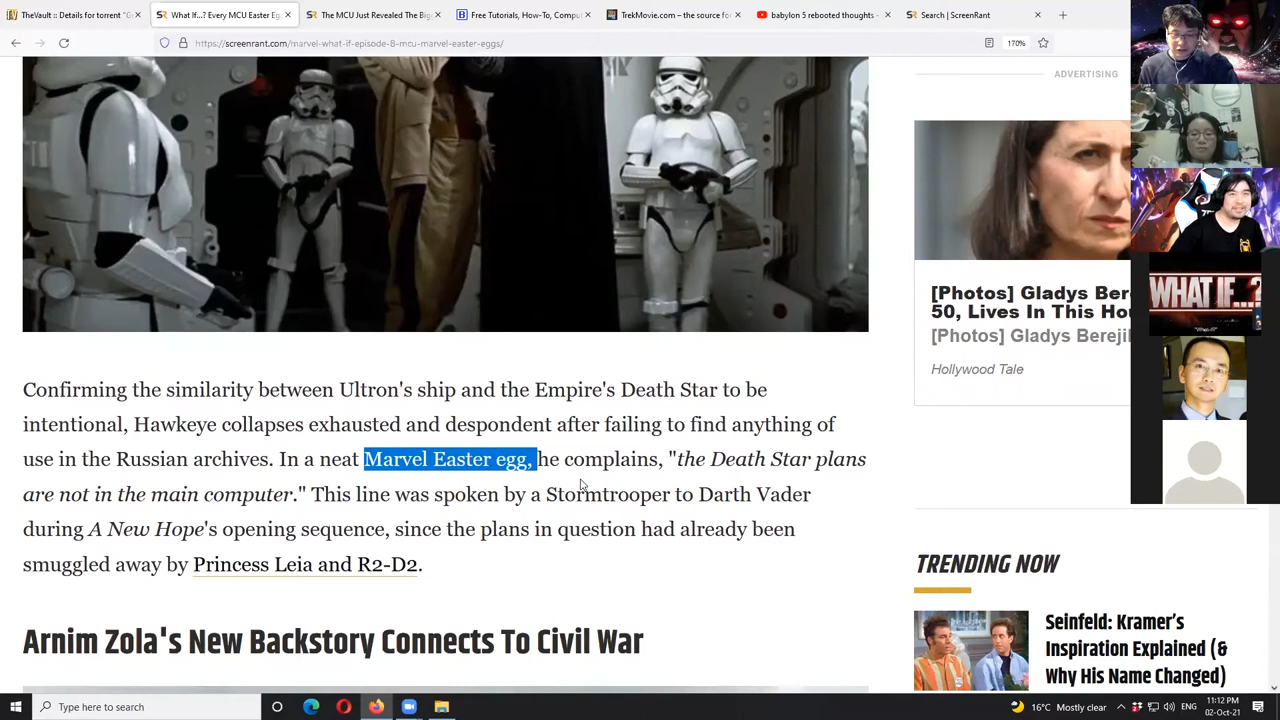 TheVault :: Details for torrent "G
What If...? Every MCU Easter Eg
The MCU Just Revealed The Big
Free Tutorials, How-To, Compu
TrekMovie.com – the source fo
babylon 5 rebooted thoughts -
Search | ScreenRant
https://screenrant.com/marvel-what-if-episode-8-mcu-marvel-easter-eggs/
170%
ADVERTISING
[Photos] Gladys Ber
50, Lives In This Ho
[Photos] Gladys Berejil
Hollywood Tale
WHAT IF...?
Confirming the similarity between Ultron's ship and the Empire's Death Star to be
intentional, Hawkeye collapses exhausted and despondent after failing to find anything of
use in the Russian archives. In a neat Marvel Easter egg, he complains, "the Death Star plans
are not in the main computer." This line was spoken by a Stormtrooper to Darth Vader
during A New Hope's opening sequence, since the plans in question had already been
smuggled away by Princess Leia and R2-D2.
Arnim Zola's New Backstory Connects To Civil War
TRENDING NOW
Seinfeld: Kramer's
Inspiration Explained (&
Why His Name Changed)
Type here to search
16°C Mostly clear
ENG
11:12 PM
02-Oct-21